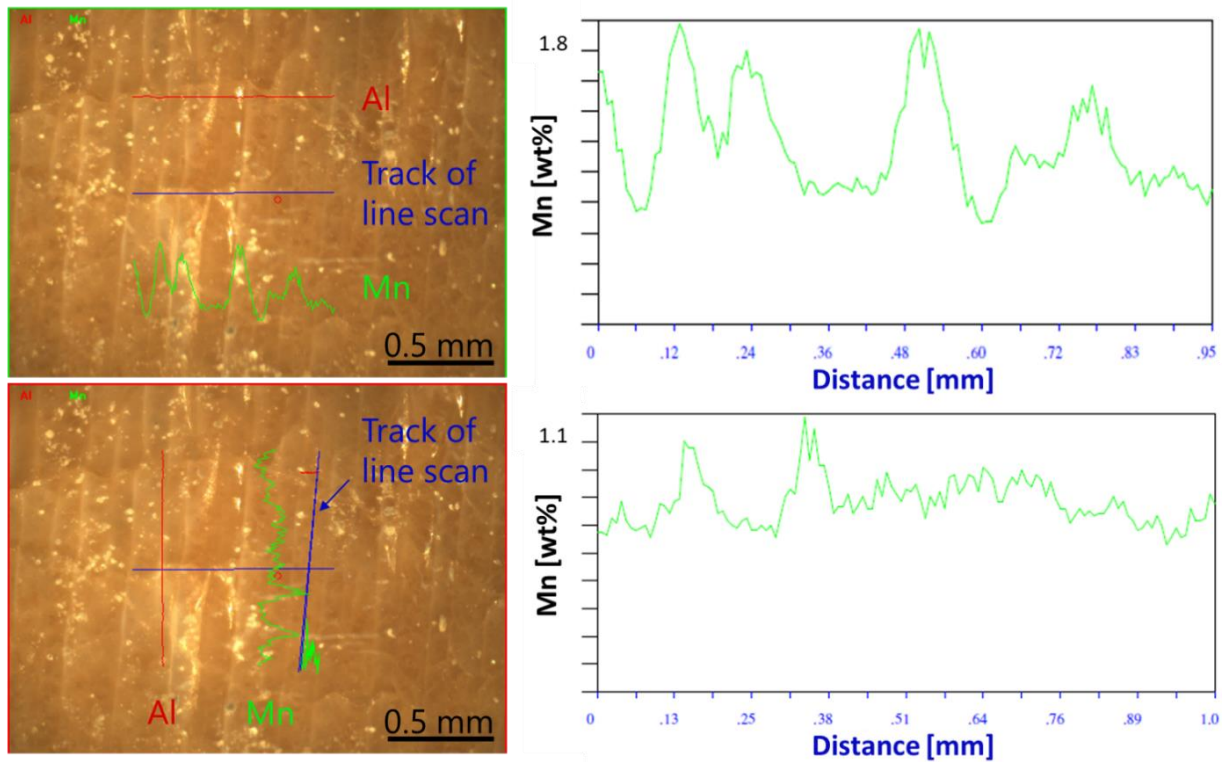 Al Mn
Al
Track of
line scan
Mn
0.5 mm
1.8
Mn [wt%]
0 .12 .24 .36 .48 .60 .72 .83 .95
Distance [mm]
Al Mn
Track of
line scan
Al Mn
0.5 mm
1.1
Mn [wt%]
0 .13 .25 .38 .51 .64 .76 .89 1.0
Distance [mm]